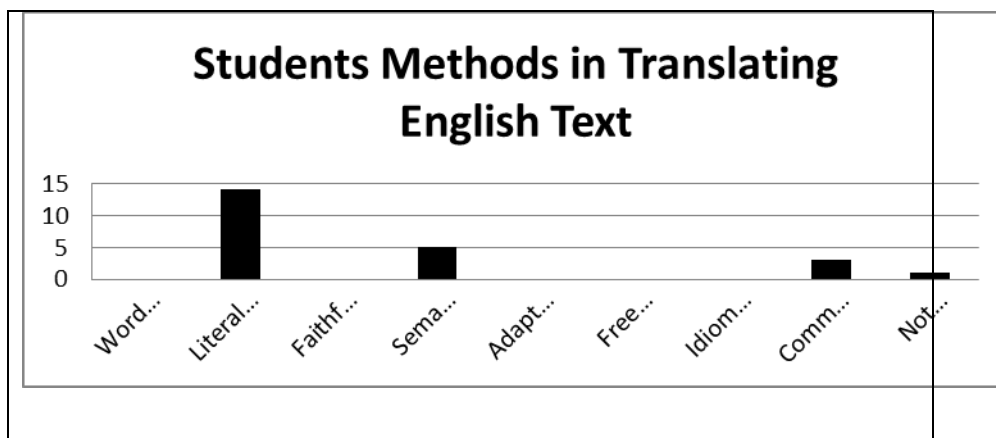 Students Methods in Translating
English Text
15
10
5
0
Word...
Literal...
Faithf...
Sema...
Adapt...
Free...
Idiom...
Comm...
Not...